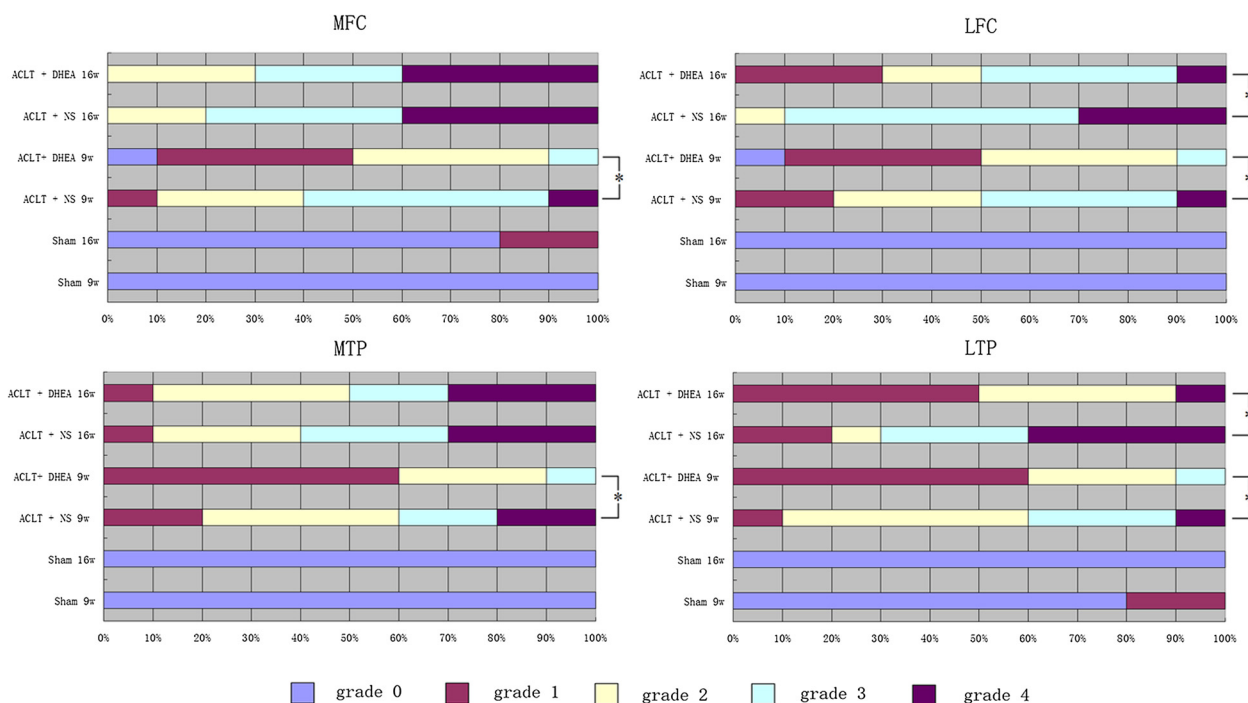 MFC
ACLT + DHEA 16w
ACLT + NS 16w
ACLT+ DHEA 9w
*
ACLT + NS 9w
Sham 16w
Sham 9w
0% 10% 20% 30% 40% 50% 60% 70% 80% 90% 100%
LFC
ACLT + DHEA 16w
ACLT + NS 16w
ACLT+ DHEA 9w
ACLT + NS 9w
Sham 16w
Sham 9w
0% 10% 20% 30% 40% 50% 60% 70% 80% 90% 100%
MTP
ACLT + DHEA 16w
ACLT + NS 16w
ACLT+ DHEA 9w
*
ACLT + NS 9w
Sham 16w
Sham 9w
0% 10% 20% 30% 40% 50% 60% 70% 80% 90% 100%
LTP
ACLT + DHEA 16w
ACLT + NS 16w
ACLT+ DHEA 9w
ACLT + NS 9w
Sham 16w
Sham 9w
0% 10% 20% 30% 40% 50% 60% 70% 80% 90% 100%
grade 0 grade 1 grade 2 grade 3 grade 4